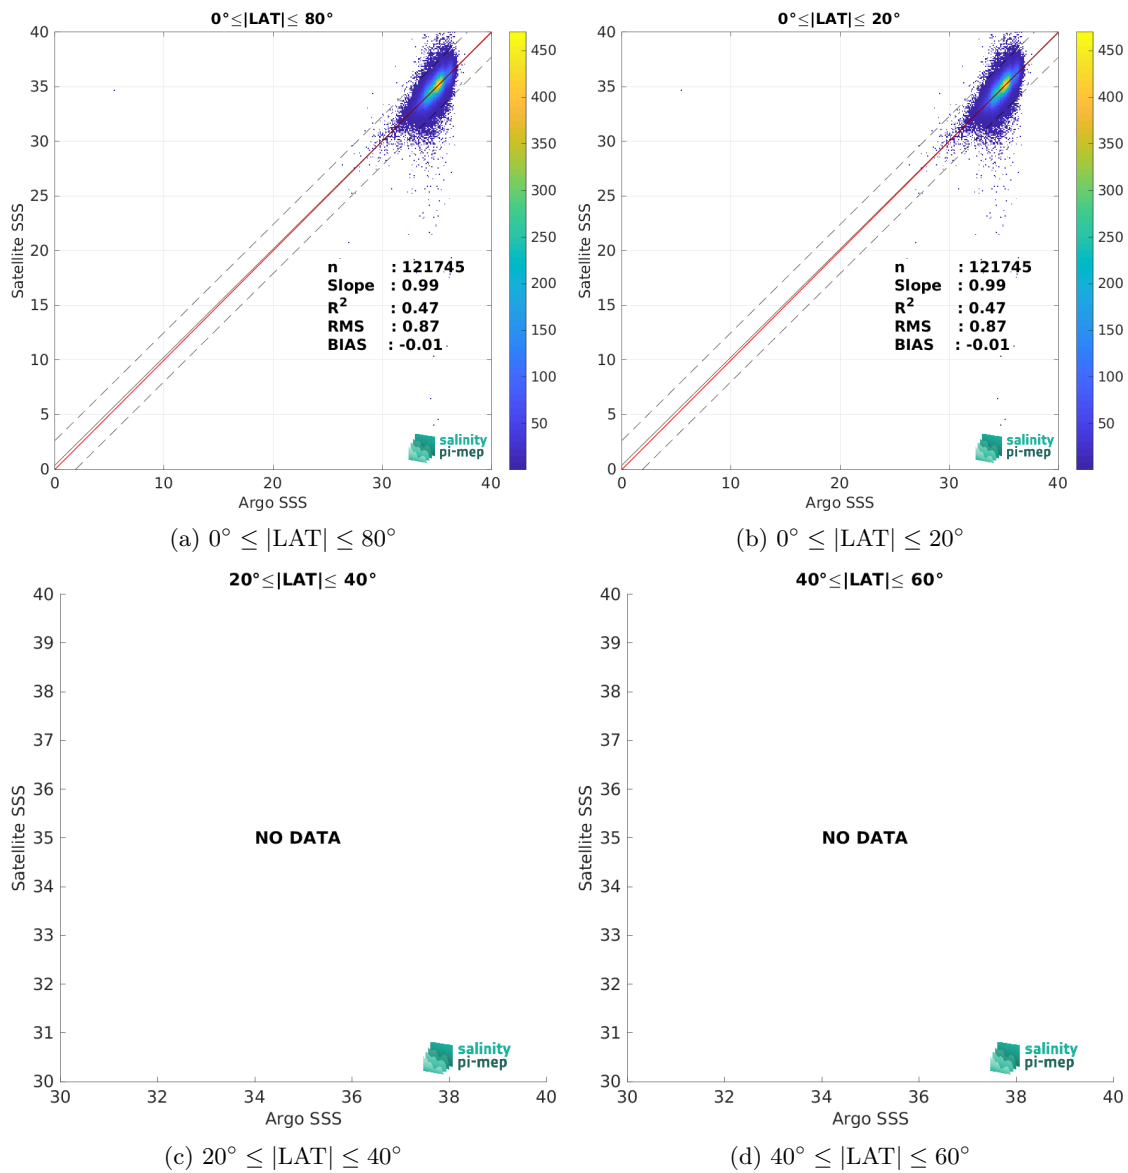 0°≤|LAT|≤ 80°
40
35
30
25
20
15
10
5
0
Satellite SSS
0
10
20
30
40
Argo SSS
450
400
350
300
250
200
150
100
50
n : 121745
Slope : 0.99
R² : 0.47
RMS : 0.87
BIAS : -0.01
salinity
pi-mep
(a) 0° ≤ |LAT| ≤ 80°
0°≤|LAT|≤ 20°
40
35
30
25
20
15
10
5
0
Satellite SSS
0
10
20
30
40
Argo SSS
450
400
350
300
250
200
150
100
50
n : 121745
Slope : 0.99
R² : 0.47
RMS : 0.87
BIAS : -0.01
salinity
pi-mep
(b) 0° ≤ |LAT| ≤ 20°
20°≤|LAT|≤ 40°
40
39
38
37
36
35
34
33
32
31
30
Satellite SSS
NO DATA
salinity
pi-mep
30
32
34
36
38
40
Argo SSS
(c) 20° ≤ |LAT| ≤ 40°
40°≤|LAT|≤ 60°
40
39
38
37
36
35
34
33
32
31
30
Satellite SSS
NO DATA
salinity
pi-mep
30
32
34
36
38
40
Argo SSS
(d) 40° ≤ |LAT| ≤ 60°